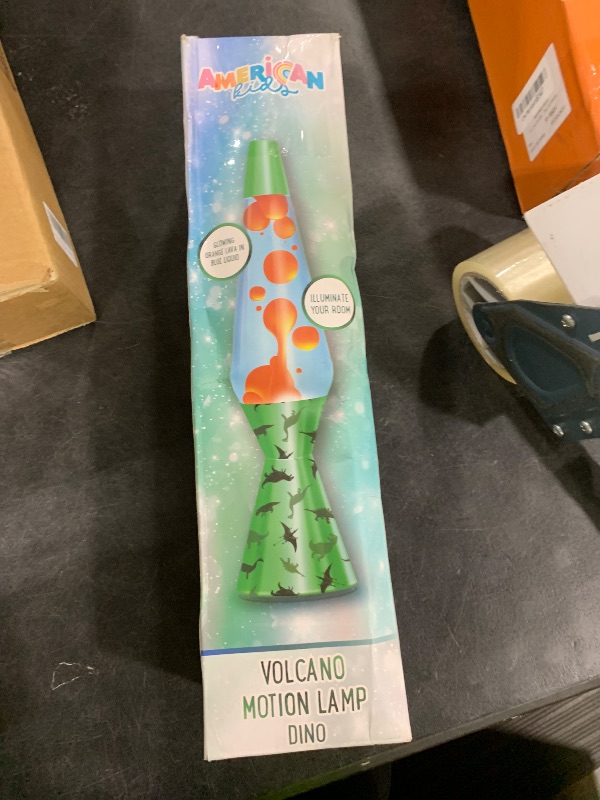 AMERICAN
kids
GLOWING
ORANGE LAVA IN
BLUE LIQUID
ILLUMINATE
YOUR ROOM
VOLCANO
MOTION LAMP
DINO